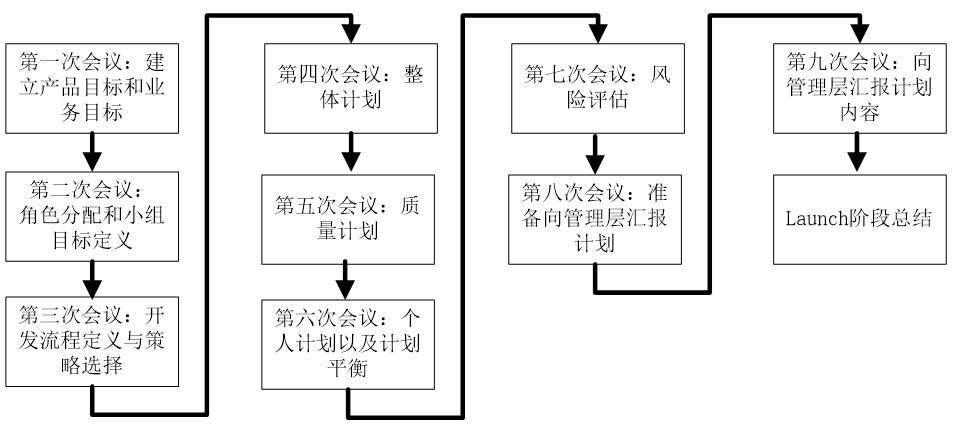 第一次会议：建
立产品目标和业
务目标
第二次会议：
角色分配和小组
目标定义
第三次会议：开
发流程定义与策
略选择
第四次会议：整
体计划
第五次会议：质
量计划
第六次会议：个
人计划以及计划
平衡
第七次会议：风
险评估
第八次会议：准
备向管理层汇报
计划
第九次会议：向
管理层汇报计划
内容
Launch阶段总结